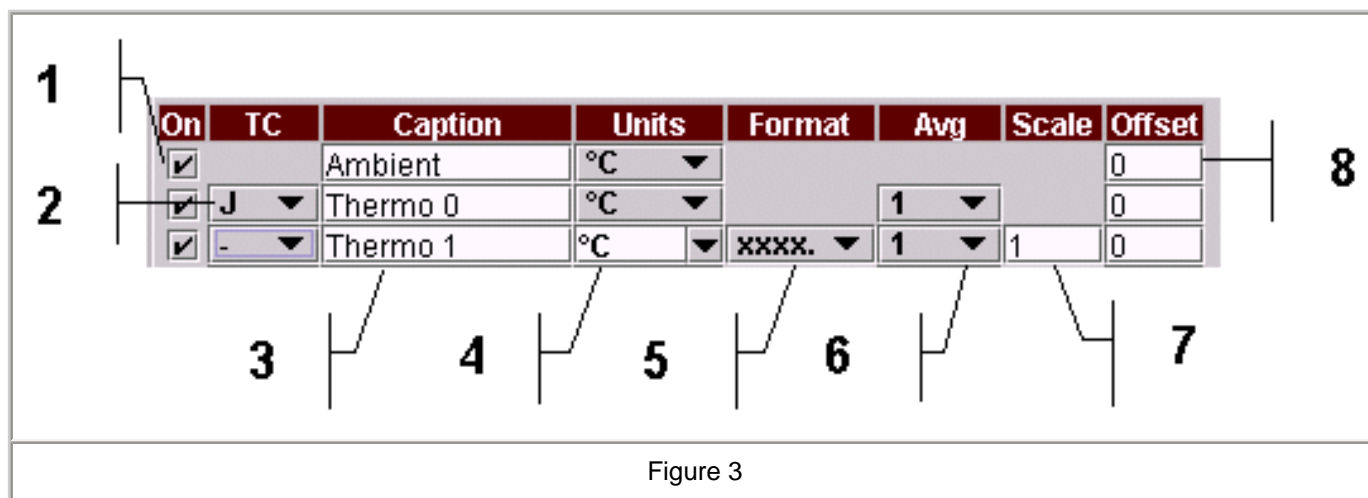 1
On TC Caption Units Format Avg Scale Offset
Ambient °C 0
8
2
J Thermo 0 °C 1 0
- Thermo 1 °C xxxx. 1 1 0
3 4 5 6 7
Figure 3